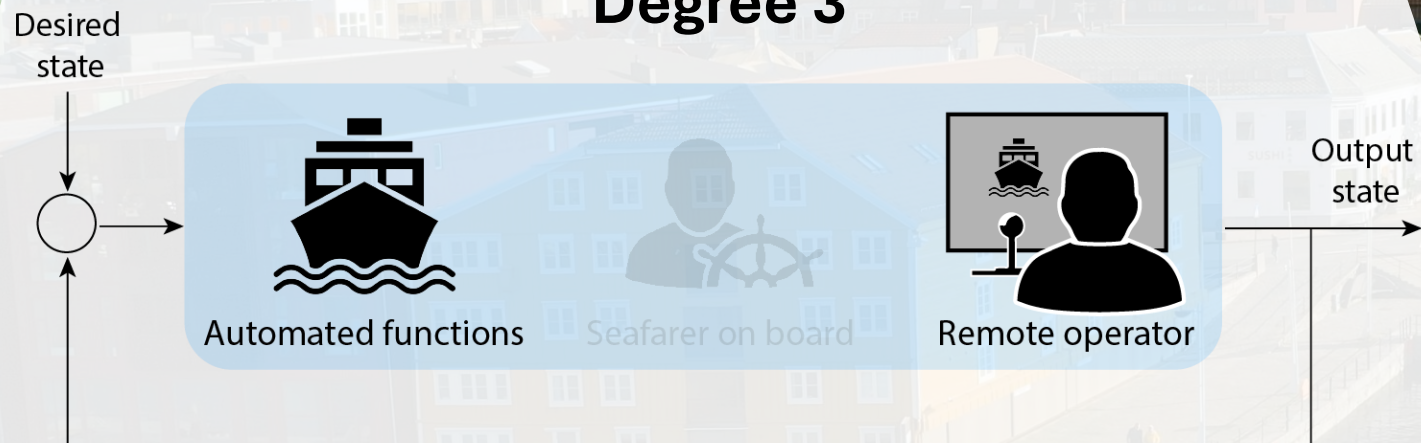 Degree 3
Desired
state
Output
state
Automated functions
Seafarer on board
Remote operator